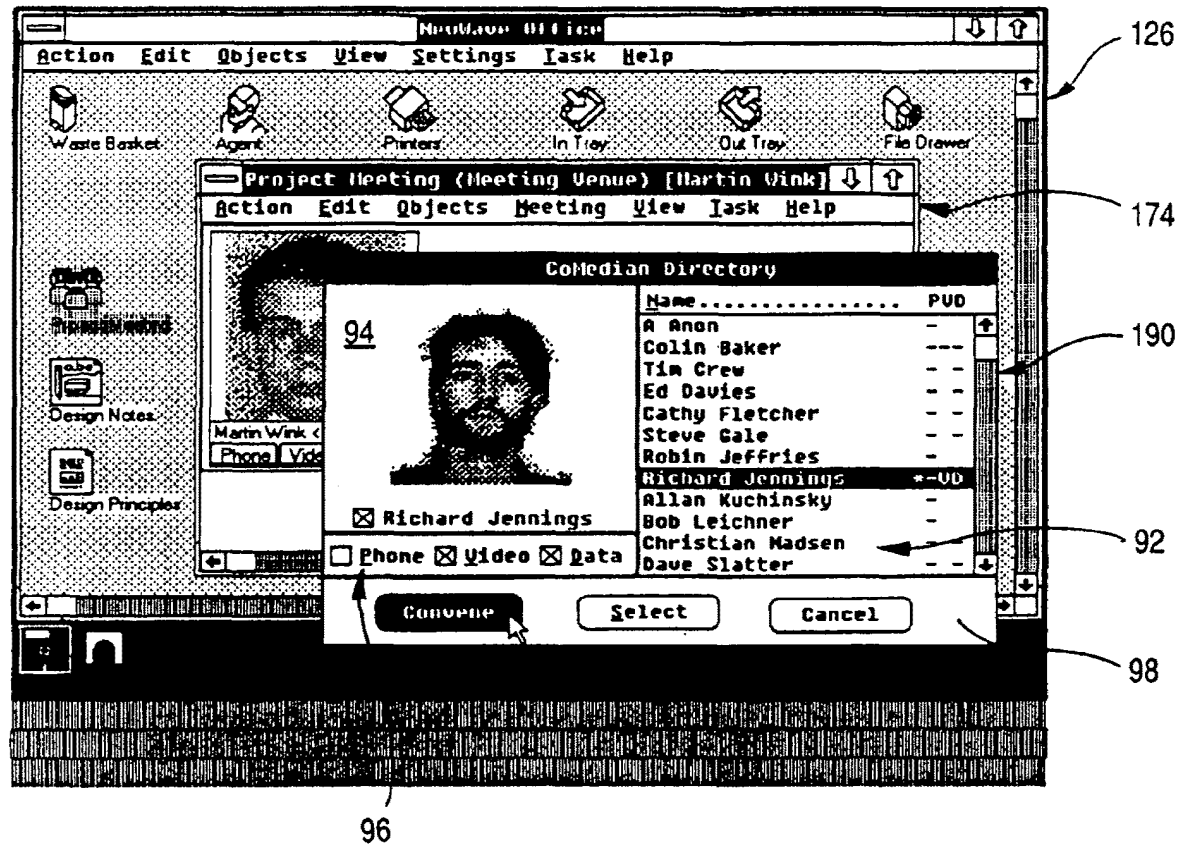 NewWave Office
Action Edit Objects View Settings Task Help
126
Waste Basket Agent Printers In Tray Out Tray File Drawer
Project Meeting (Meeting Venue) [Martin Wink]
174
Action Edit Objects Meeting View Task Help
CoMedian Directory
94
Name................. PVD
A Anon -
Colin Baker ---
190
Tim Crew - -
Ed Davies - -
Cathy Fletcher - -
Steve Gale - -
Robin Jeffries - -
Richard Jennings *-VD
Allan Kuchinsky -
Bob Leichner -
Christian Madsen - -
Dave Slatter - -
92
Design Notes
Martin Wink <
Phone Vide
Design Principles
Richard Jennings
Phone Video Data
Convene Select Cancel
98
96